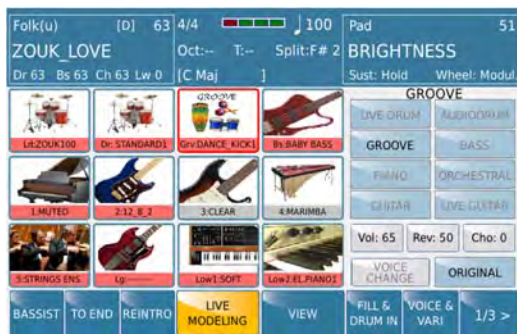 Folk(u) [D] 63
ZOUK_LOVE
Dr 63 Bs 63 Ch 63 Lw 0
4/4 ♩100
Oct:-- T:-- Split:F# 2
[C Maj ]
Pad 51
BRIGHTNESS
Sust: Hold Wheel: Modul.
GROOVE
Ld:ZOUK100
Dr: STANDARD1
Grv:DANCE_KICK1
Bs:BABY BASS
1:MUTED
2:12_8_2
3:CLEAR
4:MARIMBA
5:STRINGS ENS
Lg:------
Low1:SOFT
Low2:EL.PIANO1
GROOVE
LIVE DRUM
AUDIODRUM
GROOVE
BASS
PIANO
ORCHESTRAL
GUITAR
LIVE GUITAR
Vol: 65 Rev: 50 Cho: 0
VOICE
CHANGE
ORIGINAL
BASSIST
TO END
REINTRO
LIVE
MODELING
VIEW
FILL &
DRUM IN
VOICE &
VARI
1/3 >